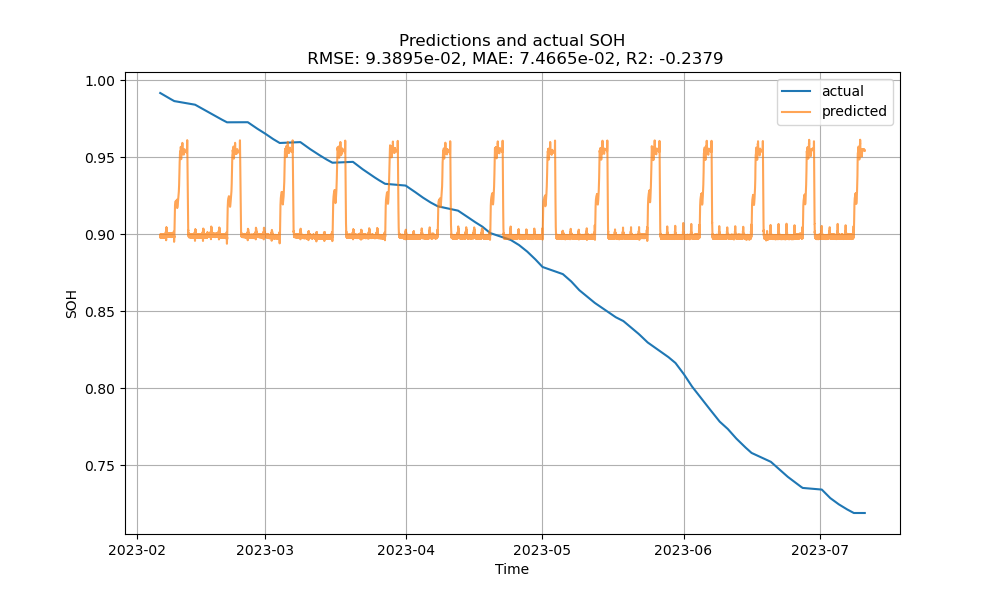 Predictions and actual SOH
RMSE: 9.3895e-02, MAE: 7.4665e-02, R2: -0.2379
actual
predicted
1.00
0.95
0.90
0.85
0.80
0.75
SOH
2023-02
2023-03
2023-04
2023-05
2023-06
2023-07
Time